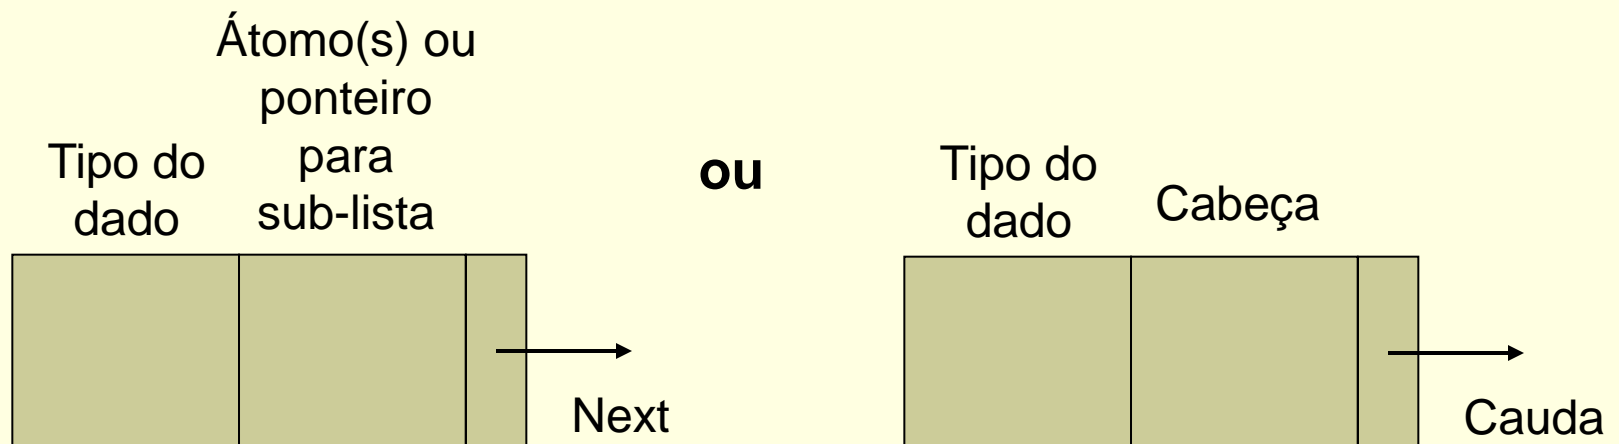 Átomo(s) ou
ponteiro
para
sub-lista
Tipo do
dado
Next
ou
Tipo do
dado
Cabeça
Cauda